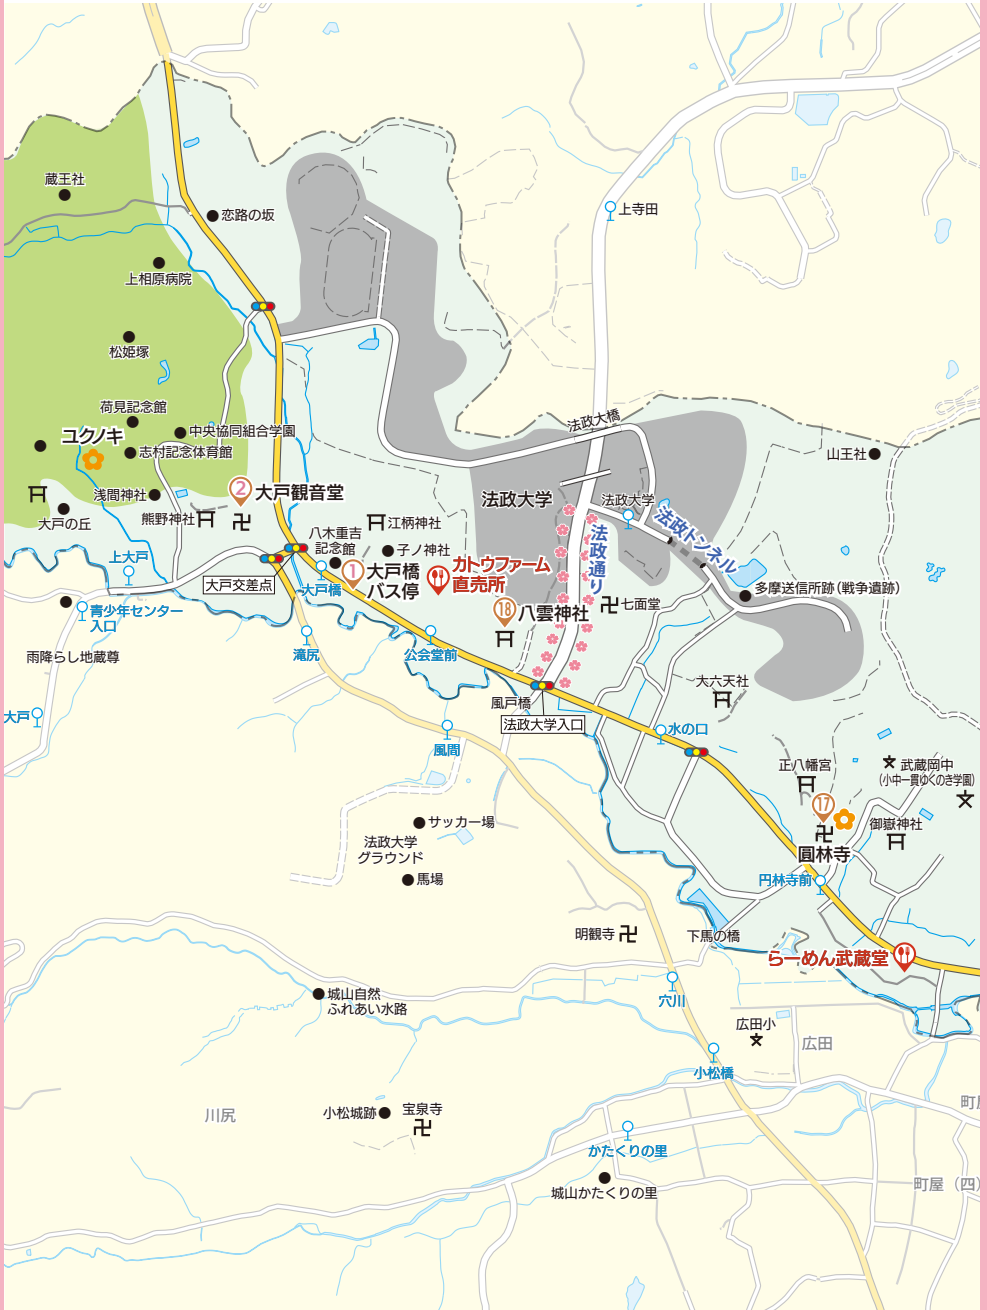 蔵王社
恋路の坂
上寺田
上相原病院
松姫塚
荷見記念館
ユクノキ
中央協同組合学園
志村記念体育館
法政大橋
山王社
浅間神社
2
大戸観音堂
法政大学
法政大学
大戸の丘
熊野神社
八木重吉
記念館
江柄神社
法政トンネル
上大戸
子ノ神社
法政通り
大戸交差点
大戸橋
1
大戸橋
バス停
カトウファーム
直売所
多摩送信所跡(戦争遺跡)
青少年センター
入口
18
八雲神社
七面堂
雨降らし地蔵尊
滝尻
公会堂前
大六天社
大戸
風戸橋
法政大学入口
水の口
風間
正八幡宮
武蔵岡中
(小中一貫ゆくのき学園)
17
サッカー場
御嶽神社
法政大学
グラウンド
圓林寺
馬場
円林寺前
明観寺
下馬の橋
らーめん武蔵堂
城山自然
ふれあい水路
穴川
広田小
広田
小松橋
川尻
小松城跡
宝泉寺
町屋
かたくりの里
城山かたくりの里
町屋（四）